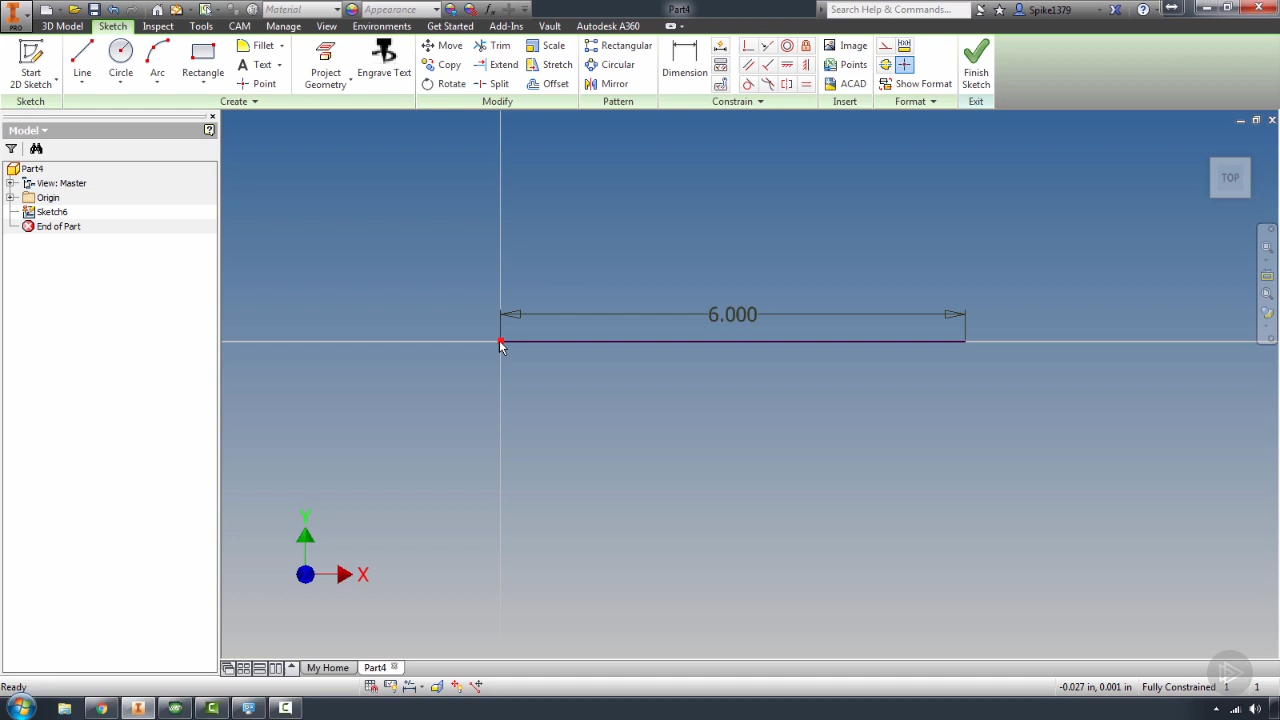 Material
Appearance
Part4
Search Help & Commands...
Spike1379
PRO
3D Model
Sketch
Inspect
Tools
CAM
Manage
View
Environments
Get Started
Add-Ins
Vault
Autodesk A360
Start
2D Sketch
Line
Circle
Arc
Rectangle
Fillet
Text
Point
Project
Geometry
Engrave Text
Move
Copy
Rotate
Trim
Extend
Split
Scale
Stretch
Offset
Rectangular
Circular
Mirror
Dimension
Image
Points
ACAD
Show Format
Finish
Sketch
Sketch
Create
Modify
Pattern
Constrain
Insert
Format
Exit
Model
Part4
View: Master
Origin
Sketch6
End of Part
TOP
6.000
Y
X
My Home
Part4
Ready
-0.027 in, 0.001 in
Fully Constrained
1
1